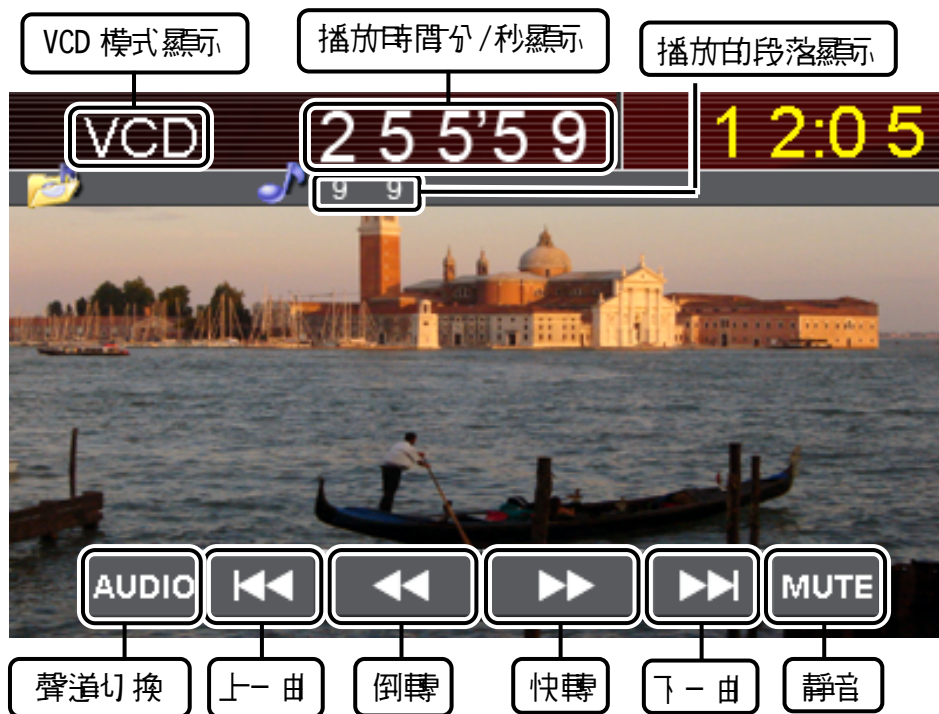 VCD 模式顯示
播放時間分/秒顯示
播放的段落顯示
VCD 2 5 5'5 9 1 2:0 5
9 9
AUDIO MUTE
聲道切換 上一曲 倒轉 快轉 下一曲 靜音